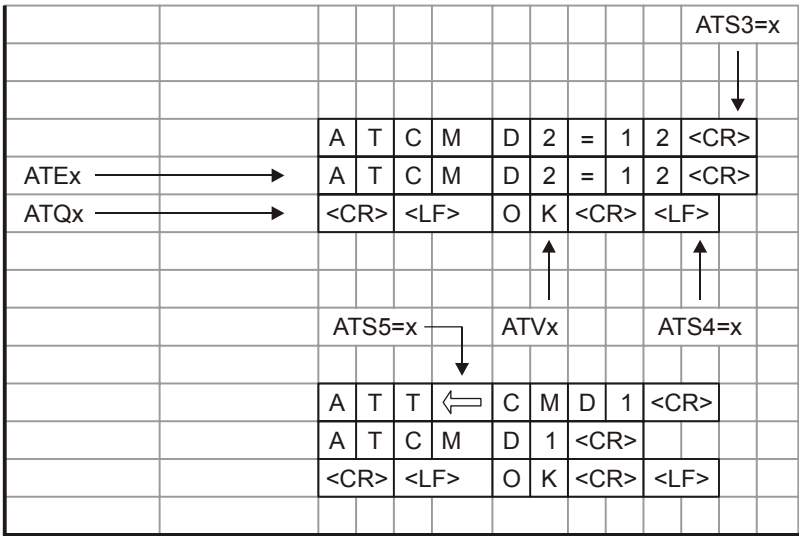 ATS3=x
A T C M D 2 = 1 2 <CR>
ATEx A T C M D 2 = 1 2 <CR>
ATQx <CR> <LF> O K <CR> <LF>
ATS5=x ATVx ATS4=x
A T T ⇐ C M D 1 <CR>
A T C M D 1 <CR>
<CR> <LF> O K <CR> <LF>